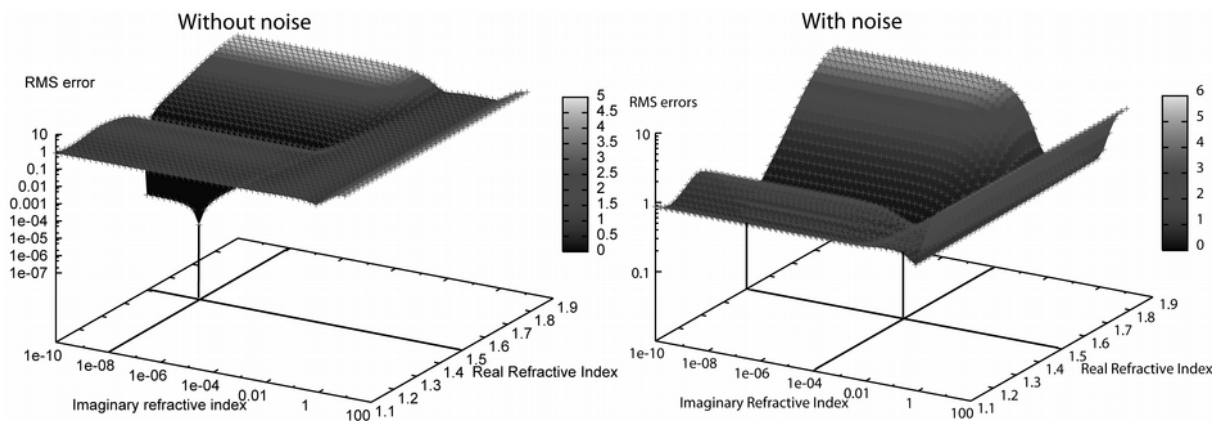 Without noise
RMS error
10
1
0.1
0.01
0.001
1e-04
1e-05
1e-06
1e-07
5
4.5
4
3.5
3
2.5
2
1.5
1
0.5
0
1e-10
1e-08
1e-06
1e-04
0.01
1
100
Imaginary refractive index
1.1
1.2
1.3
1.4
1.5
1.6
1.7
1.8
1.9
Real Refractive Index
With noise
RMS errors
10
1
0.1
6
5
4
3
2
1
0
1e-10
1e-08
1e-06
1e-04
0.01
1
100
Imaginary Refractive Index
1.1
1.2
1.3
1.4
1.5
1.6
1.7
1.8
1.9
Real Refractive Index